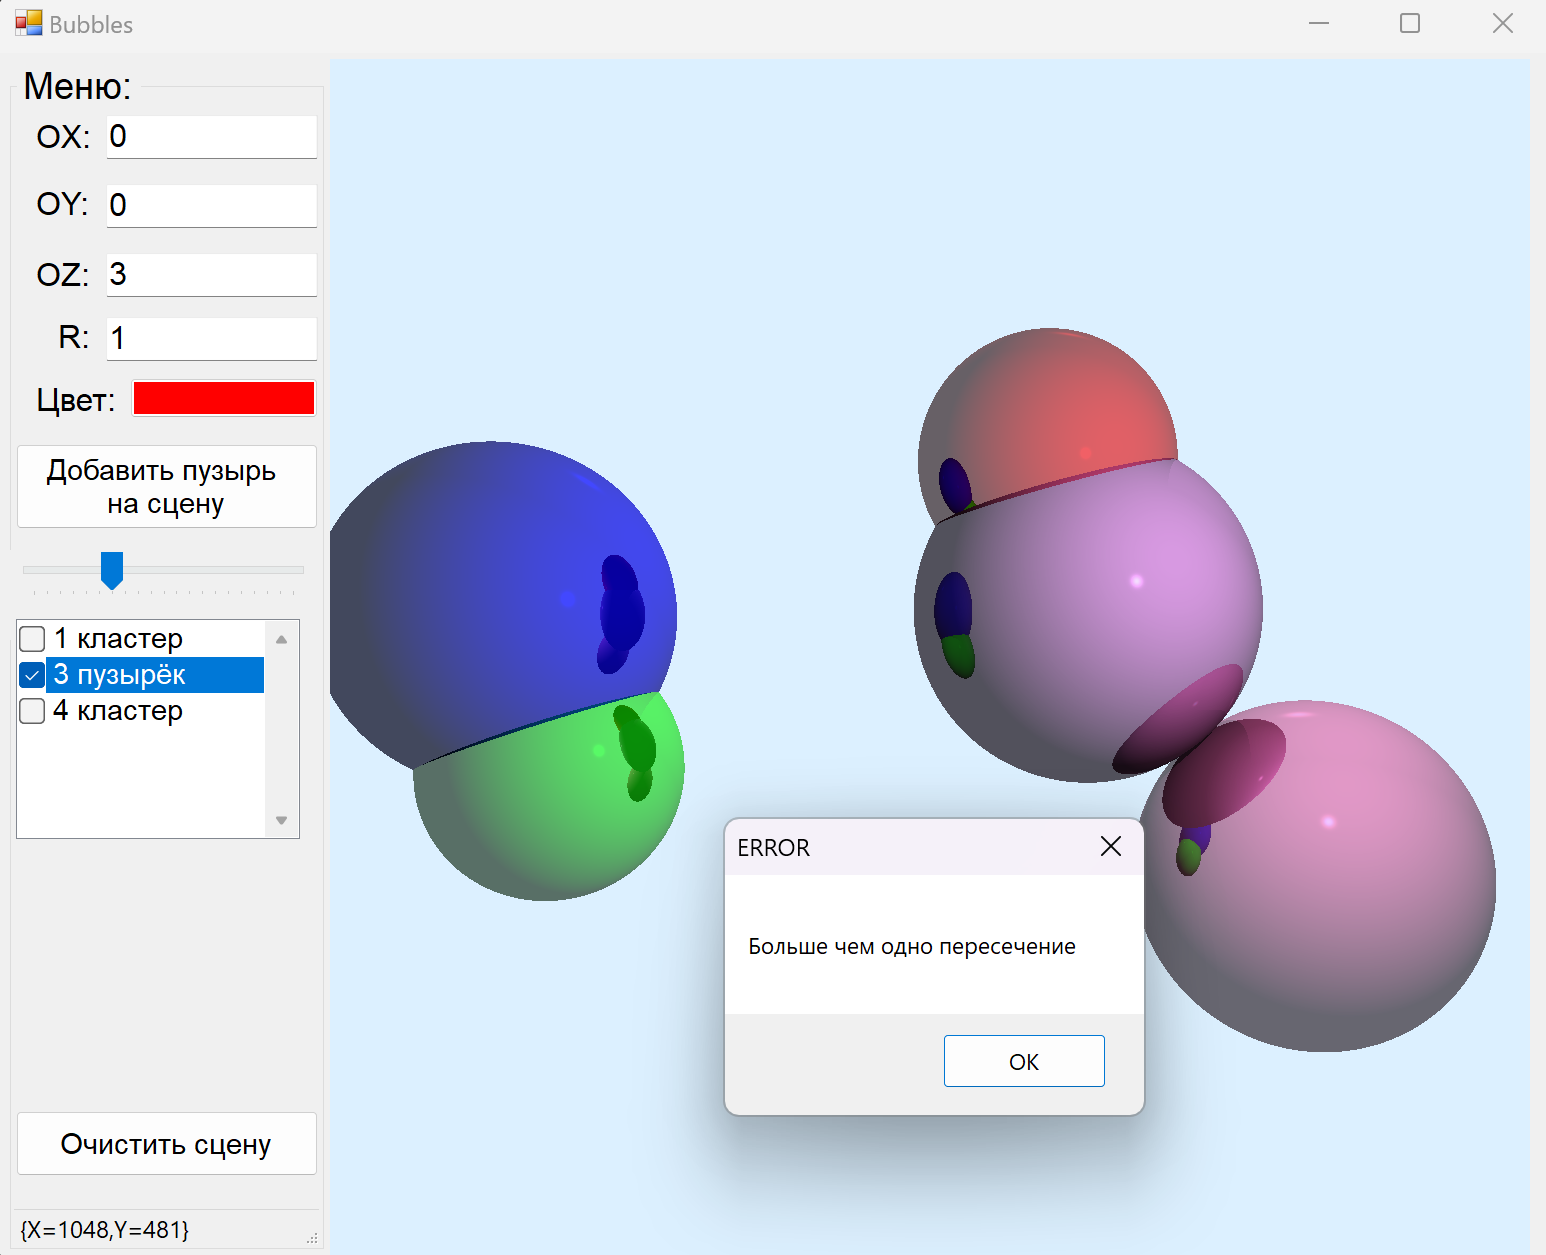 Bubbles
Меню:
OX: 0
OY: 0
OZ: 3
R: 1
Цвет:
Добавить пузырь
на сцену
1 кластер
3 пузырёк
4 кластер
ERROR
Больше чем одно пересечение
ОК
Очистить сцену
{X=1048,Y=481}